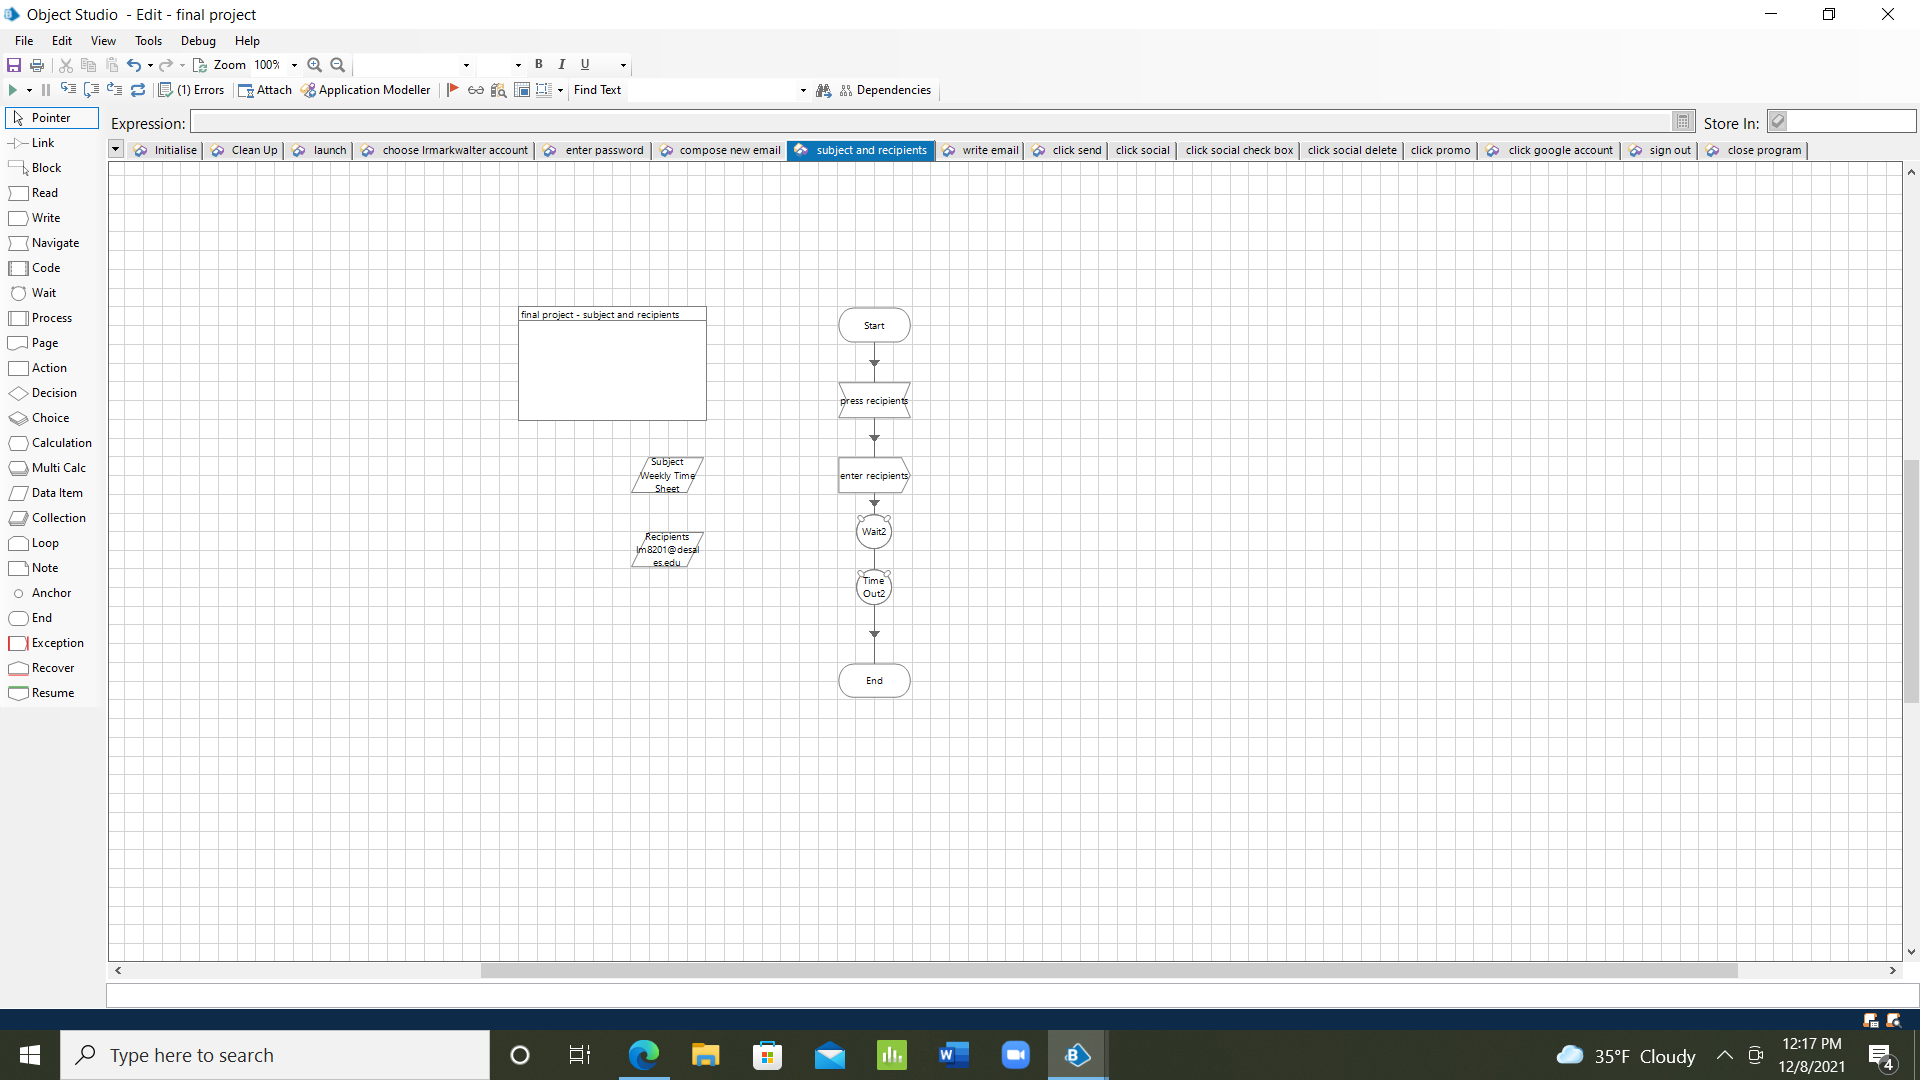 Object Studio - Edit - final project
File Edit View Tools Debug Help
Zoom 100% B I U
(1) Errors Attach Application Modeller Find Text Dependencies
Expression: Store In:
Initialise Clean Up launch choose lrmarkwalter account enter password compose new email subject and recipients write email click send click social click social check box click social delete click promo click google account sign out close program
Pointer
Link
Block
Read
Write
Navigate
Code
Wait
Process
Page
Action
Decision
Choice
Calculation
Multi Calc
Data Item
Collection
Loop
Note
Anchor
End
Exception
Recover
Resume
final project - subject and recipients
Subject
Weekly Time
Sheet
Recipients
lm8201@desal
es.edu
Start
press recipients
enter recipients
Wait2
Time
Out2
End
Type here to search
35°F Cloudy
12:17 PM
12/8/2021
4